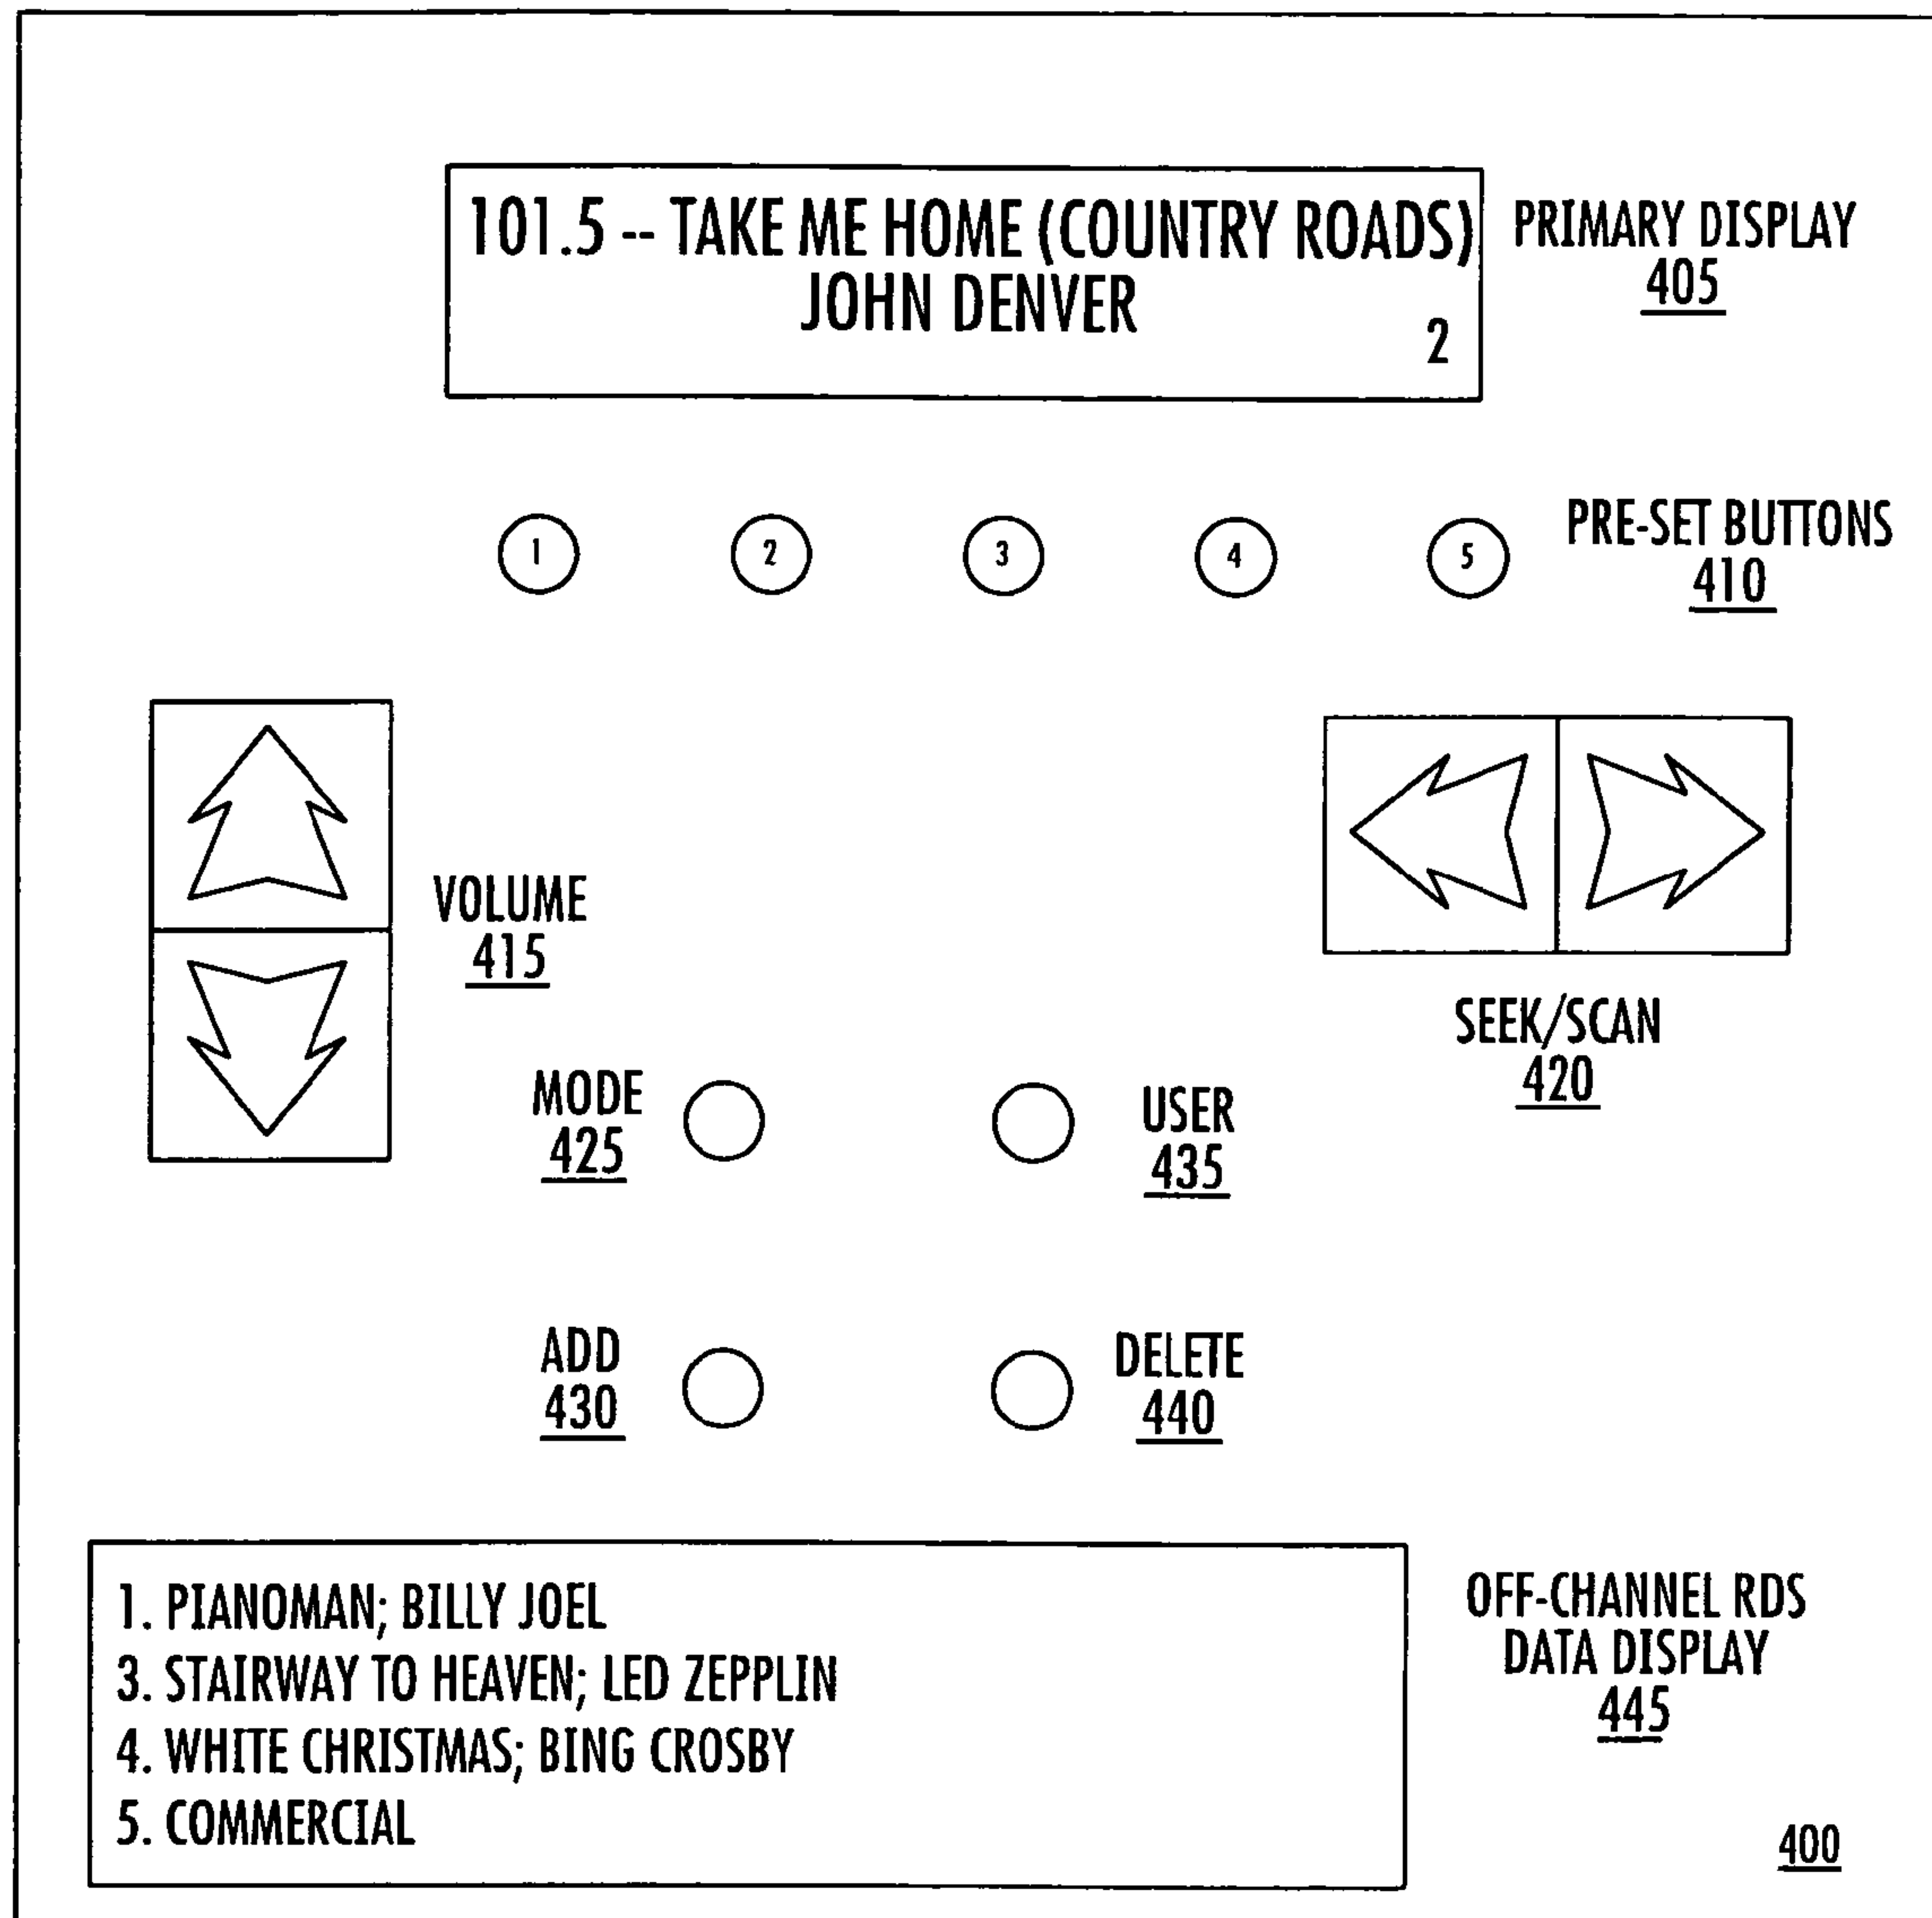 101.5 -- TAKE ME HOME (COUNTRY ROADS)
JOHN DENVER
2
PRIMARY DISPLAY
405
1 2 3 4 5
PRE-SET BUTTONS
410
VOLUME
415
SEEK/SCAN
420
MODE
425
USER
435
ADD
430
DELETE
440
1. PIANOMAN; BILLY JOEL
3. STAIRWAY TO HEAVEN; LED ZEPPLIN
4. WHITE CHRISTMAS; BING CROSBY
5. COMMERCIAL
OFF-CHANNEL RDS
DATA DISPLAY
445
400